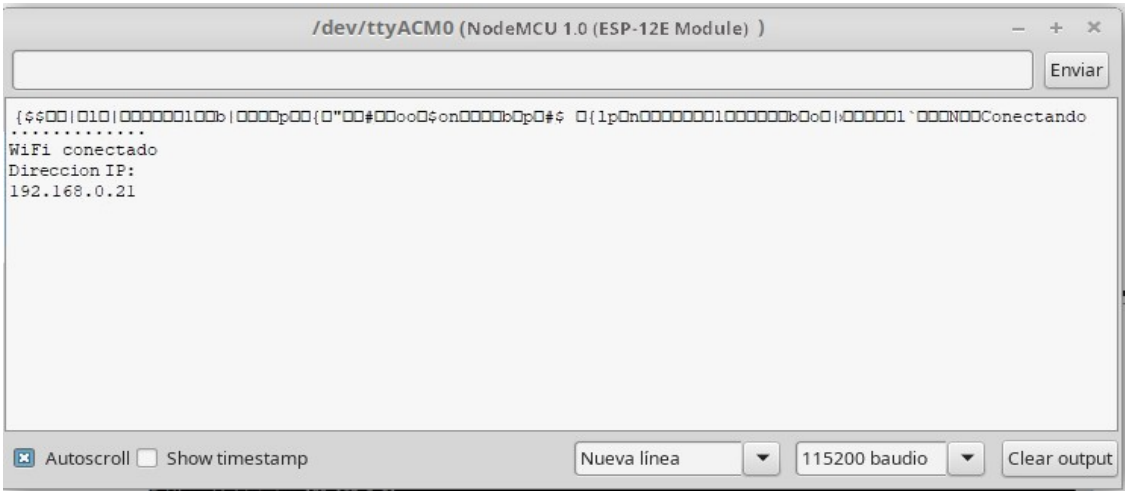 /dev/ttyACM0 (NodeMCU 1.0 (ESP-12E Module) )
Enviar
Conectando
.............
WiFi conectado
Direccion IP:
192.168.0.21
Autoscroll Show timestamp Nueva línea 115200 baudio Clear output